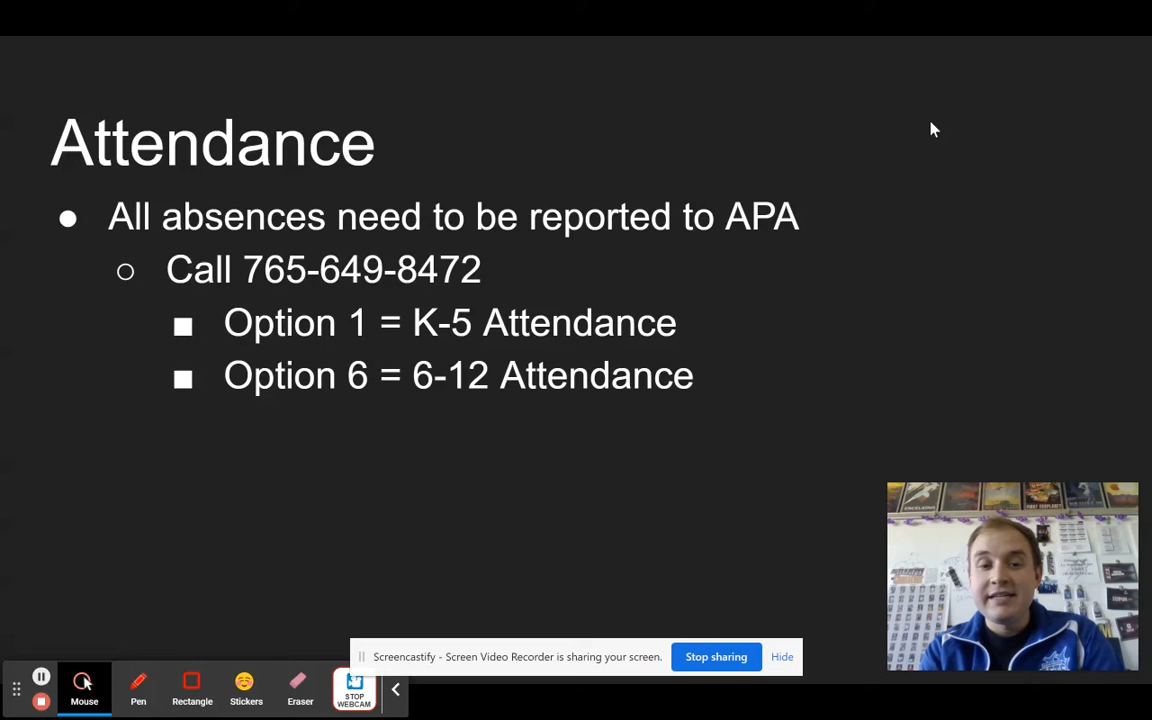 Attendance
● All absences need to be reported to APA
○ Call 765-649-8472
■ Option 1 = K-5 Attendance
■ Option 6 = 6-12 Attendance
Screencastify - Screen Video Recorder is sharing your screen. Stop sharing Hide
Mouse Pen Rectangle Stickers Eraser STOP
WEBCAM